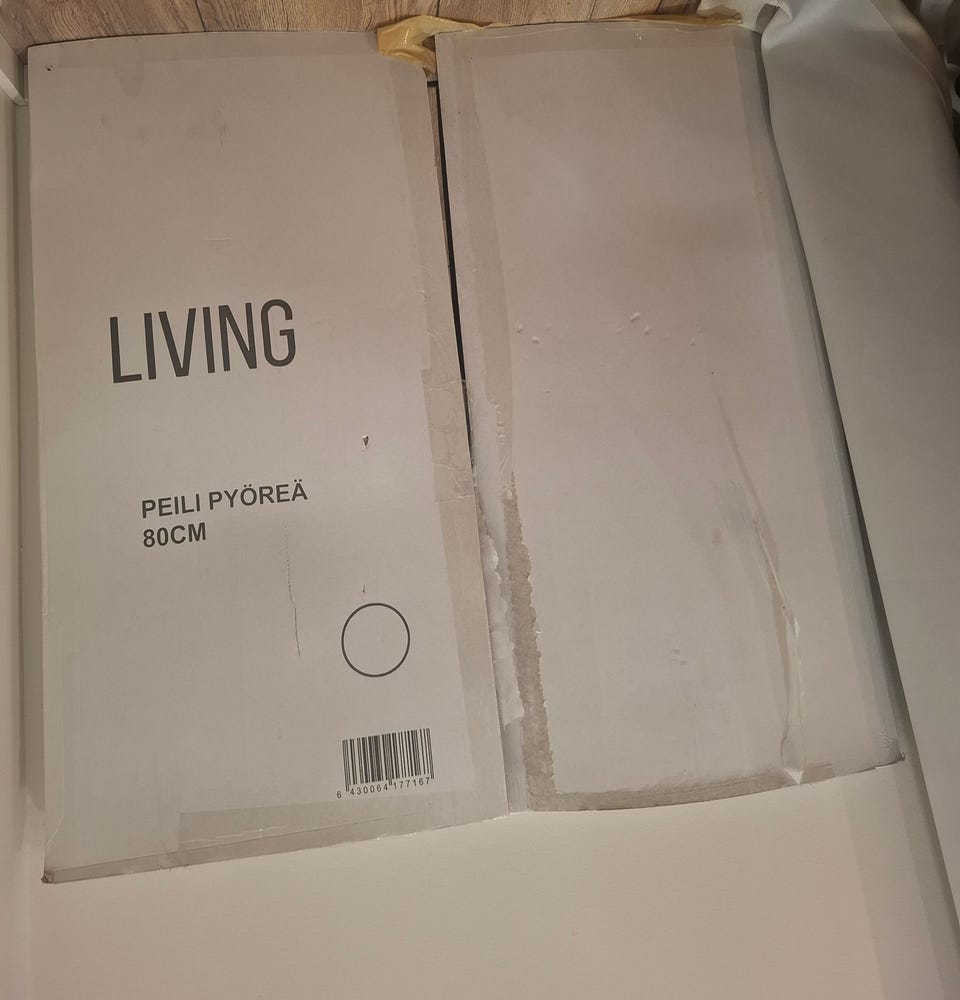 LIVING
PEILI PYÖREÄ
80CM
6 430064 177167